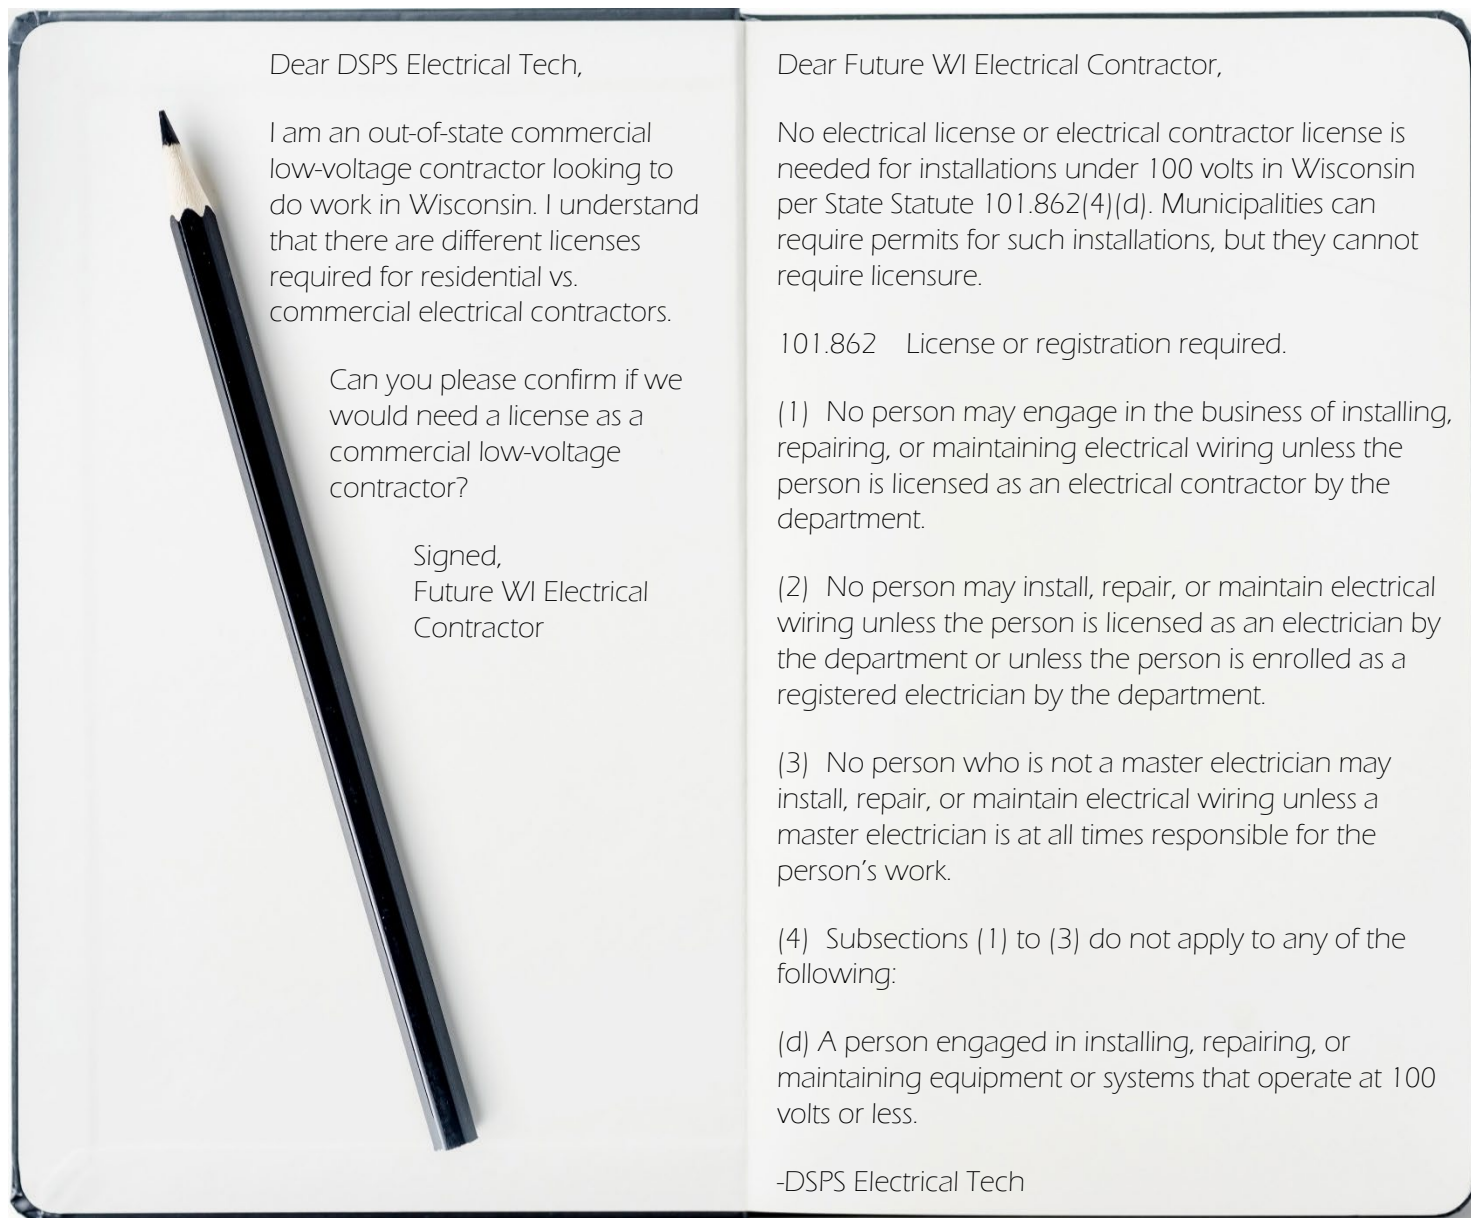 Dear DSPS Electrical Tech,
I am an out-of-state commercial
low-voltage contractor looking to
do work in Wisconsin. I understand
that there are different licenses
required for residential vs.
commercial electrical contractors.
Can you please confirm if we
would need a license as a
commercial low-voltage
contractor?
Signed,
Future WI Electrical
Contractor
Dear Future WI Electrical Contractor,
No electrical license or electrical contractor license is
needed for installations under 100 volts in Wisconsin
per State Statute 101.862(4)(d). Municipalities can
require permits for such installations, but they cannot
require licensure.
101.862 License or registration required.
(1) No person may engage in the business of installing,
repairing, or maintaining electrical wiring unless the
person is licensed as an electrical contractor by the
department.
(2) No person may install, repair, or maintain electrical
wiring unless the person is licensed as an electrician by
the department or unless the person is enrolled as a
registered electrician by the department.
(3) No person who is not a master electrician may
install, repair, or maintain electrical wiring unless a
master electrician is at all times responsible for the
person's work.
(4) Subsections (1) to (3) do not apply to any of the
following:
(d) A person engaged in installing, repairing, or
maintaining equipment or systems that operate at 100
volts or less.
-DSPS Electrical Tech